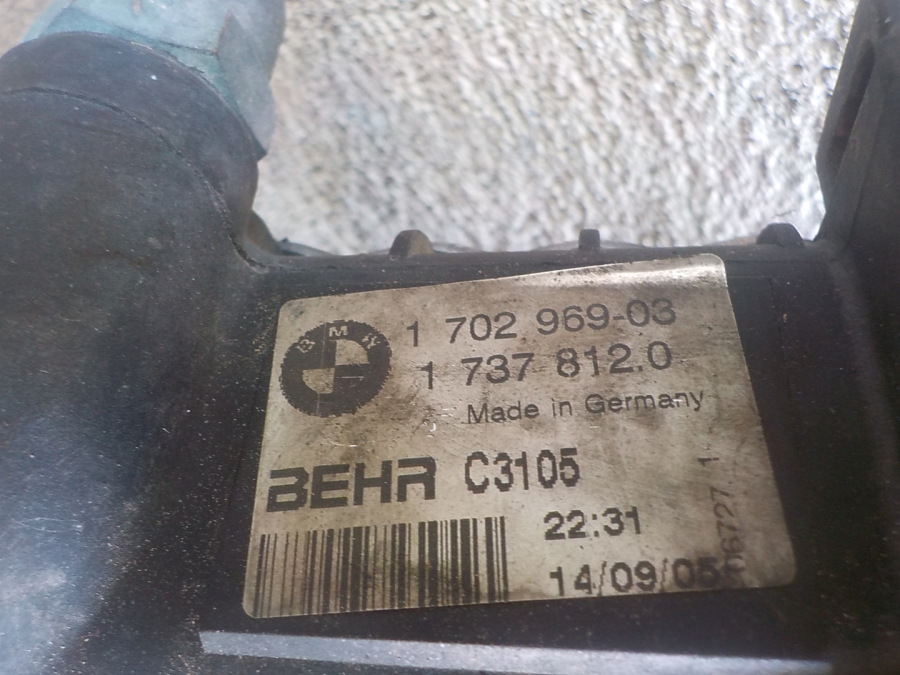 BMW
1 702 969-03
1 737 812.0
Made in Germany
BEHR C3105
22:31
14/09/05
06727 1